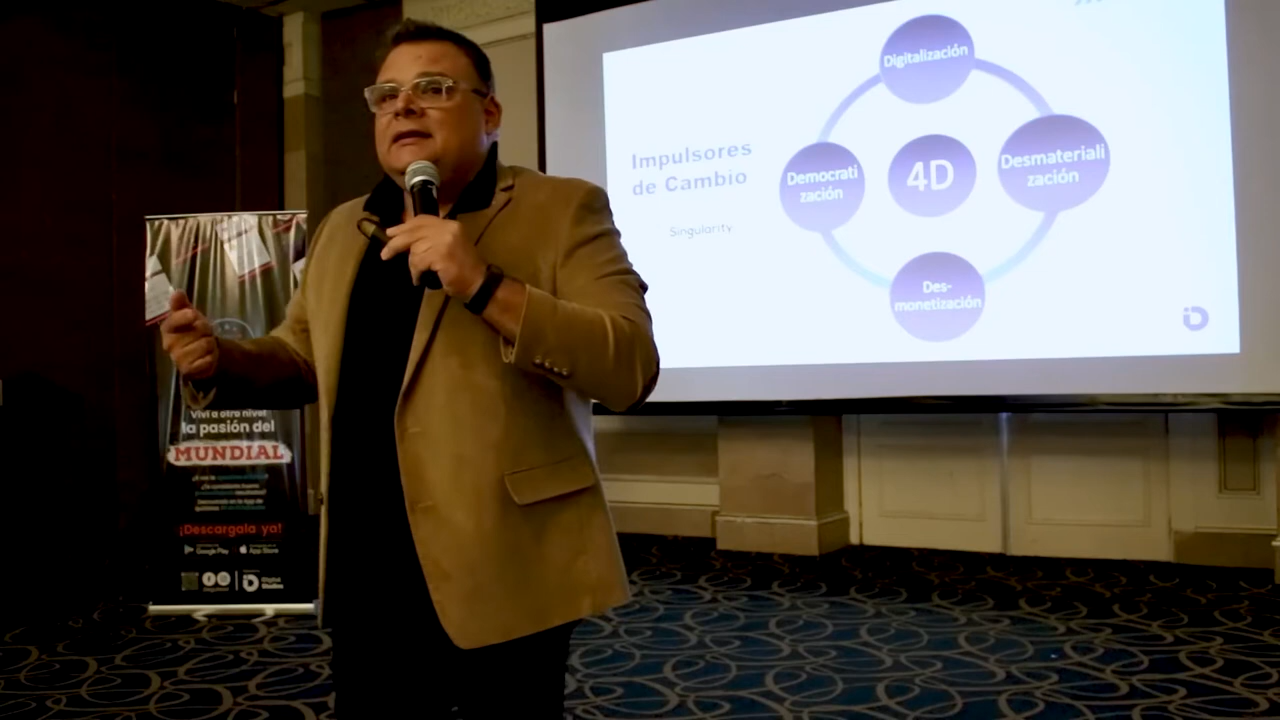 Impulsores
de Cambio
Singularity
Digitalización
Democrati
zación
4D
Desmateriali
zación
Des-
monetización
Viví a otro nivel
la pasión del
MUNDIAL
¡Descargala ya!
Google Play
App Store
Digital